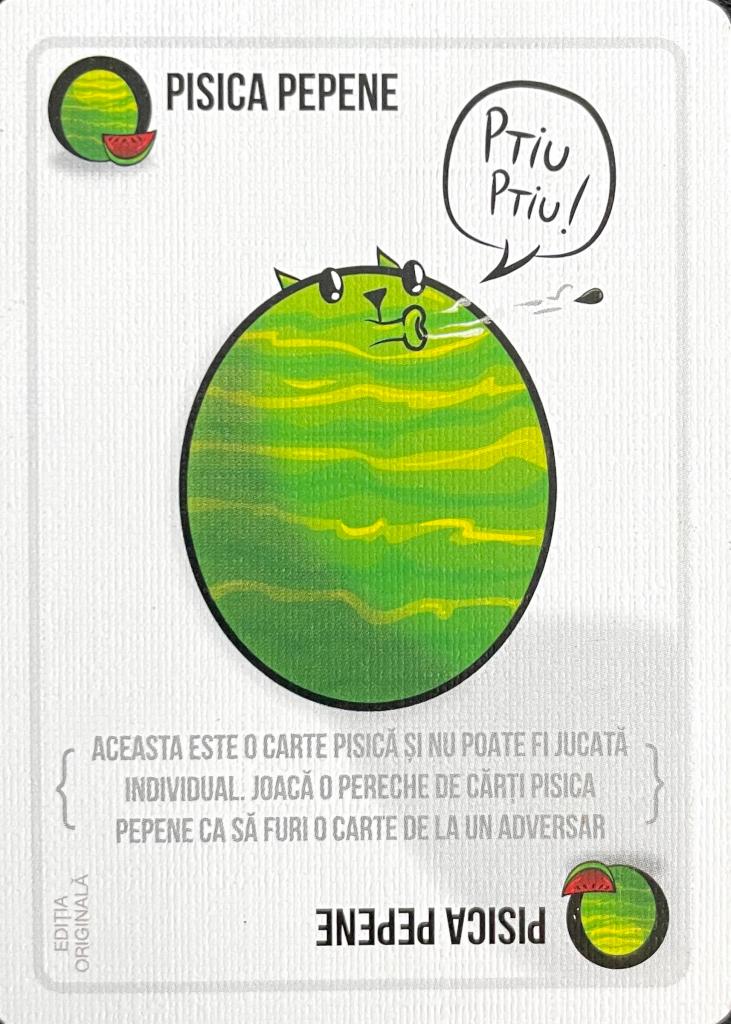 PISICA PEPENE
PTIU
PTIU!
ACEASTA ESTE O CARTE PISICĂ ȘI NU POATE FI JUCATĂ
INDIVIDUAL. JOACĂ O PERECHE DE CĂRȚI PISICA
PEPENE CA SĂ FURI O CARTE DE LA UN ADVERSAR
EDIȚIA
ORIGINALĂ
PISICA PEPENE